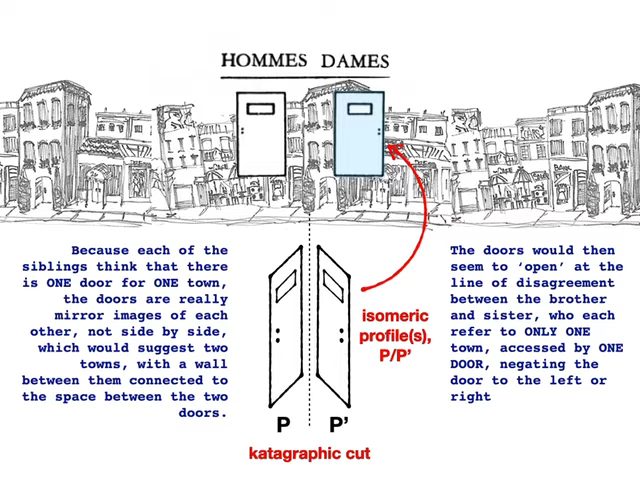 HOMMES DAMES
Because each of the
siblings think that there
is ONE door for ONE town,
the doors are really
mirror images of each
other, not side by side,
which would suggest two
towns, with a wall
between them connected to
the space between the two
doors.
isomeric
profile(s),
P/P’
The doors would then
seem to ‘open’ at the
line of disagreement
between the brother
and sister, who each
refer to ONLY ONE
town, accessed by ONE
DOOR, negating the
door to the left or
right
P P’
katagraphic cut